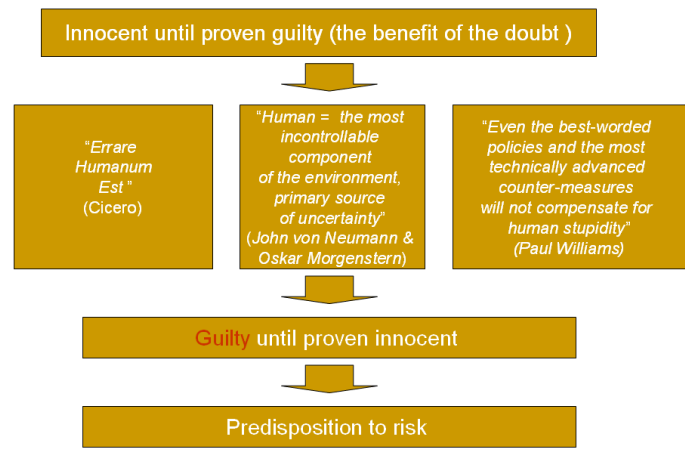 Innocent until proven guilty (the benefit of the doubt )
“Errare
Humanum
Est ”
(Cicero)
“Human = the most
incontrollable
component
of the environment,
primary source
of uncertainty”
(John von Neumann &
Oskar Morgenstern)
“Even the best-worded
policies and the most
technically advanced
counter-measures
will not compensate for
human stupidity”
(Paul Williams)
Guilty until proven innocent
Predisposition to risk